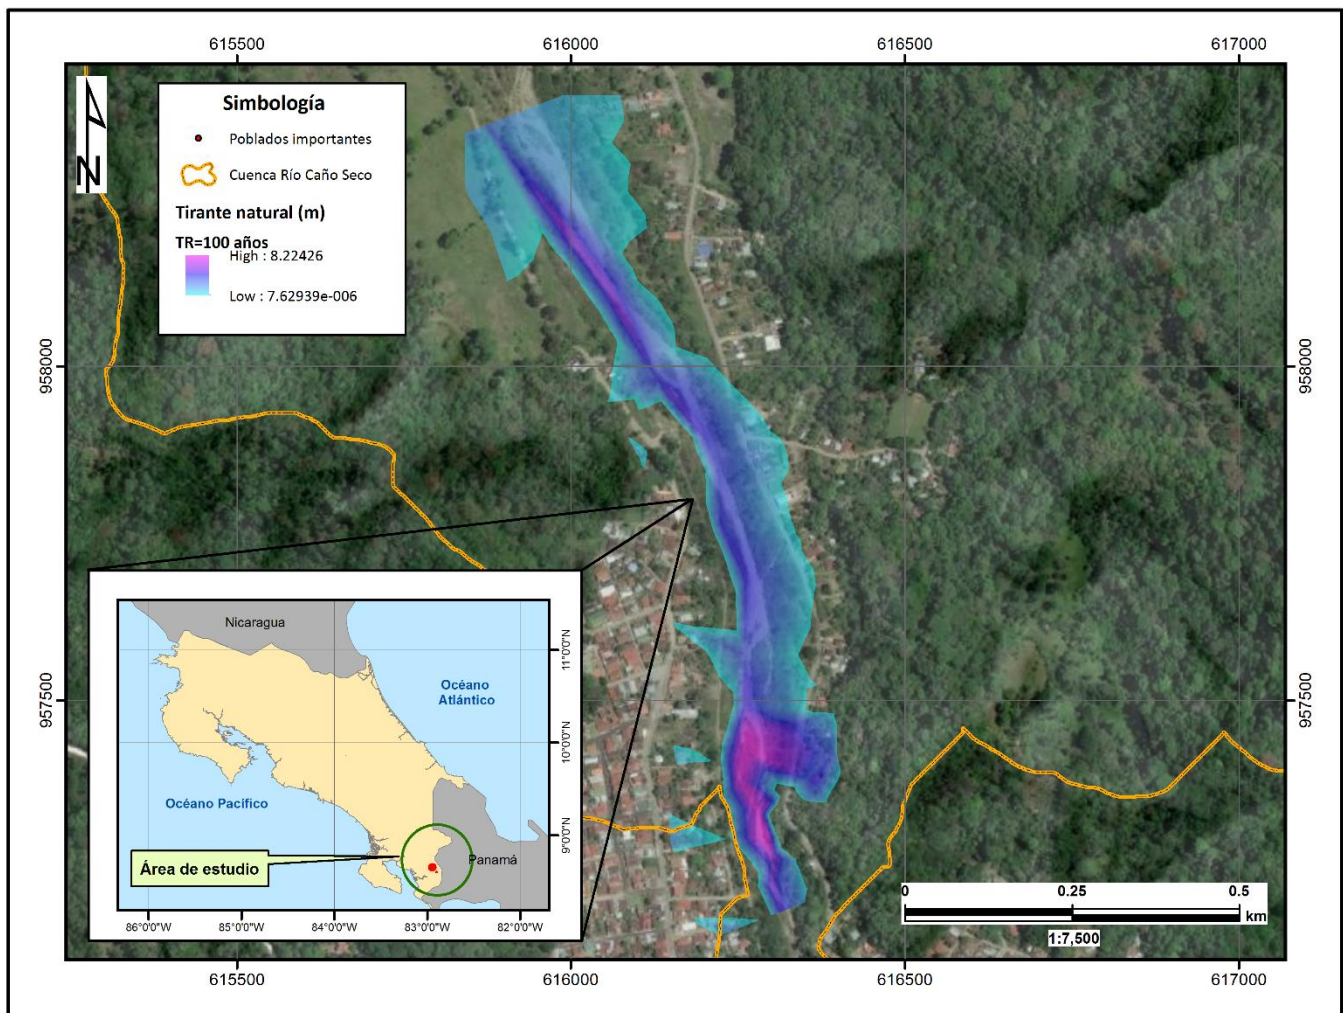 615500
616000
616500
617000
Simbología
Poblados importantes
Cuenca Río Caño Seco
Tirante natural (m)
TR=100 años
High : 8.22426
Low : 7.62939e-006
N
958000
958000
957500
957500
Nicaragua
Océano
Atlántico
Océano Pacífico
Panamá
Área de estudio
11°0'0"N
10°0'0"N
9°0'0"N
86°0'0"W
85°0'0"W
84°0'0"W
83°0'0"W
82°0'0"W
0
0.25
0.5
km
1:7,500
615500
616000
616500
617000